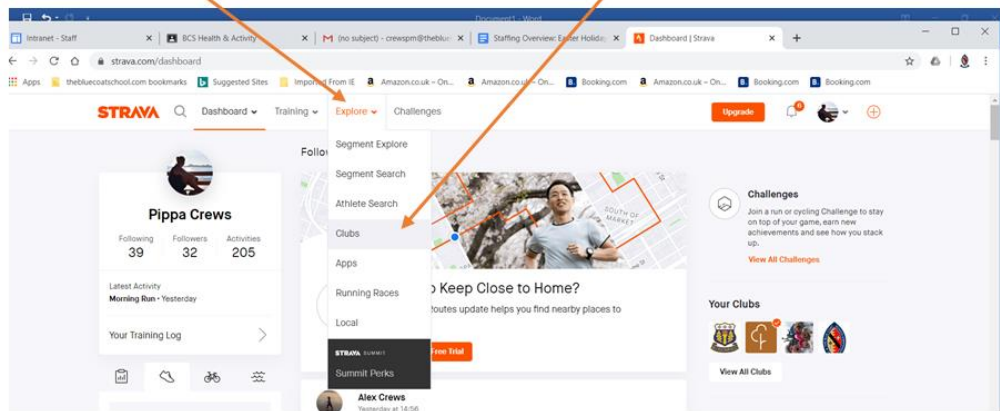 Document1 - Word
Intranet - Staff
BCS Health & Activity
(no subject) - crewspm@theblue
Staffing Overview: Easter Holiday
Dashboard | Strava
strava.com/dashboard
Apps
thebluecoatschool.com bookmarks
Suggested Sites
Imported From IE
Amazon.co.uk – On...
Amazon.co.uk – On...
Booking.com
Amazon.co.uk – On...
Booking.com
Booking.com
STRAVA
Dashboard
Training
Explore
Challenges
Upgrade
6
Follow
Segment Explore
Segment Search
Athlete Search
Clubs
Apps
Running Races
Local
STRAVA SUMMIT
Summit Perks
Pippa Crews
Following
Followers
Activities
39
32
205
Latest Activity
Morning Run • Yesterday
Your Training Log
SOUTH OF
MARKET
Keep Close to Home?
outes update helps you find nearby places to
Free Trial
Alex Crews
Yesterday at 14:56
Challenges
Join a run or cycling Challenge to stay
on top of your game, earn new
achievements and see how you stack
up.
View All Challenges
Your Clubs
View All Clubs